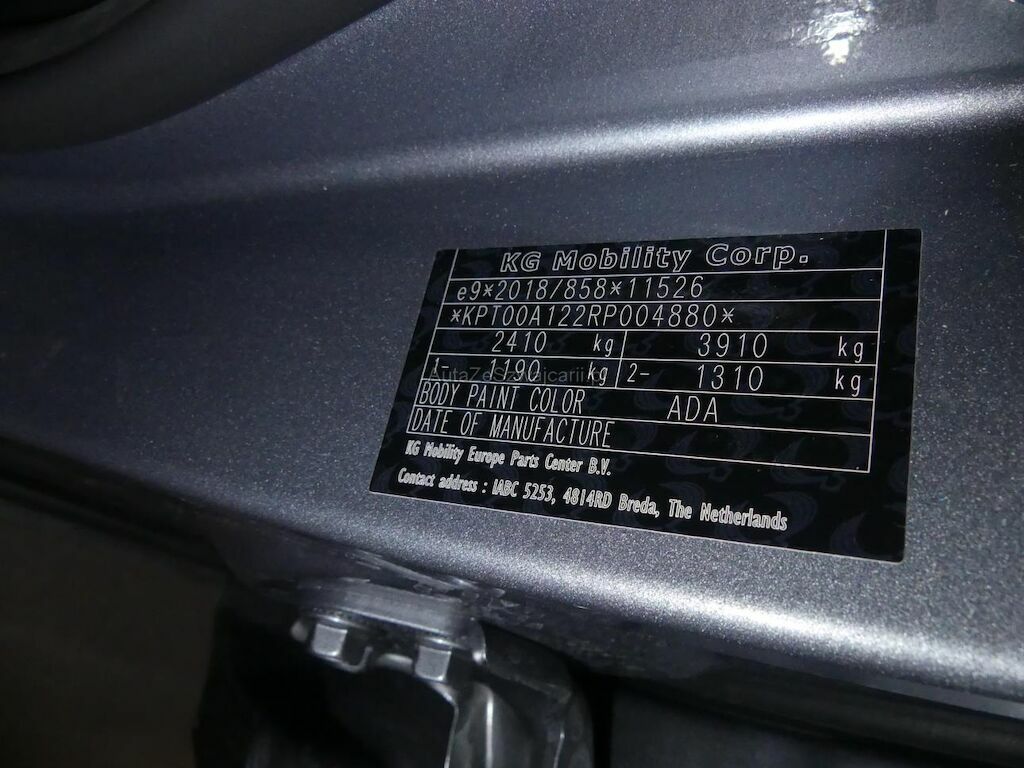 KG Mobility Corp.
e9*2018/858*11526
*KPT00A122RP004880*
2410 kg 3910 kg
1- 1190 kg 2- 1310 kg
BODY PAINT COLOR ADA
DATE OF MANUFACTURE
KG Mobility Europe Parts Center B.V.
Contact address : IABC 5253, 4814RD Breda, The Netherlands